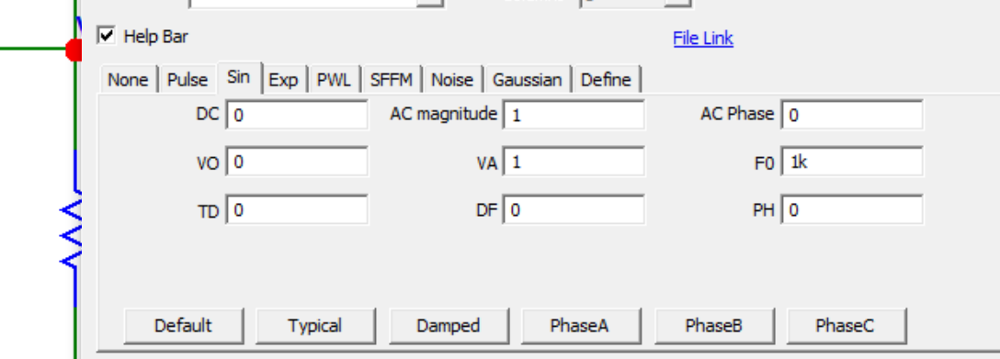 Help Bar File Link
None Pulse Sin Exp PWL SFFM Noise Gaussian Define
DC 0 AC magnitude 1 AC Phase 0
VO 0 VA 1 F0 1k
TD 0 DF 0 PH 0
Default Typical Damped PhaseA PhaseB PhaseC